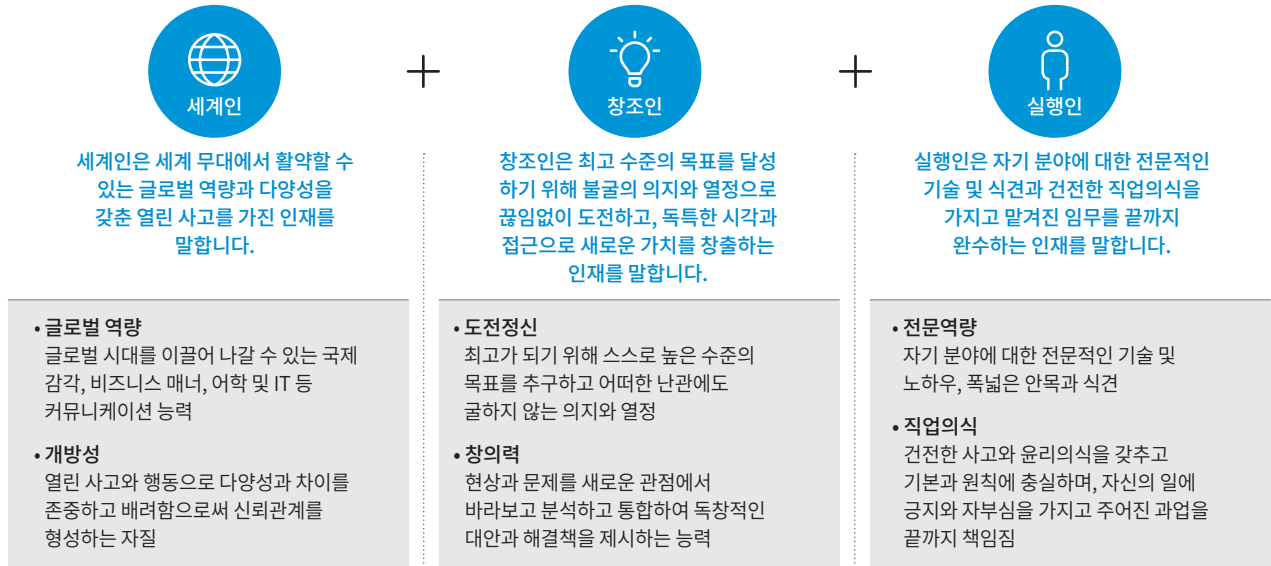 세계인
세계인은 세계 무대에서 활약할 수
있는 글로벌 역량과 다양성을
갖춘 열린 사고를 가진 인재를
말합니다.
• 글로벌 역량
글로벌 시대를 이끌어 나갈 수 있는 국제
감각, 비즈니스 매너, 어학 및 IT 등
커뮤니케이션 능력
• 개방성
열린 사고와 행동으로 다양성과 차이를
존중하고 배려함으로써 신뢰관계를
형성하는 자질
+
창조인
창조인은 최고 수준의 목표를 달성
하기 위해 불굴의 의지와 열정으로
끊임없이 도전하고, 독특한 시각과
접근으로 새로운 가치를 창출하는
인재를 말합니다.
• 도전정신
최고가 되기 위해 스스로 높은 수준의
목표를 추구하고 어떠한 난관에도
굴하지 않는 의지와 열정
• 창의력
현상과 문제를 새로운 관점에서
바라보고 분석하고 통합하여 독창적인
대안과 해결책을 제시하는 능력
+
실행인
실행인은 자기 분야에 대한 전문적인
기술 및 식견과 건전한 직업의식을
가지고 맡겨진 임무를 끝까지
완수하는 인재를 말합니다.
• 전문역량
자기 분야에 대한 전문적인 기술 및
노하우, 폭넓은 안목과 식견
• 직업의식
건전한 사고와 윤리의식을 갖추고
기본과 원칙에 충실하며, 자신의 일에
긍지와 자부심을 가지고 주어진 과업을
끝까지 책임짐